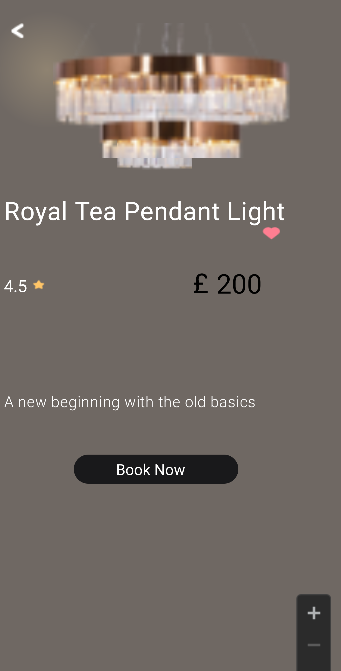 Royal Tea Pendant Light
4.5
£ 200
A new beginning with the old basics
Book Now